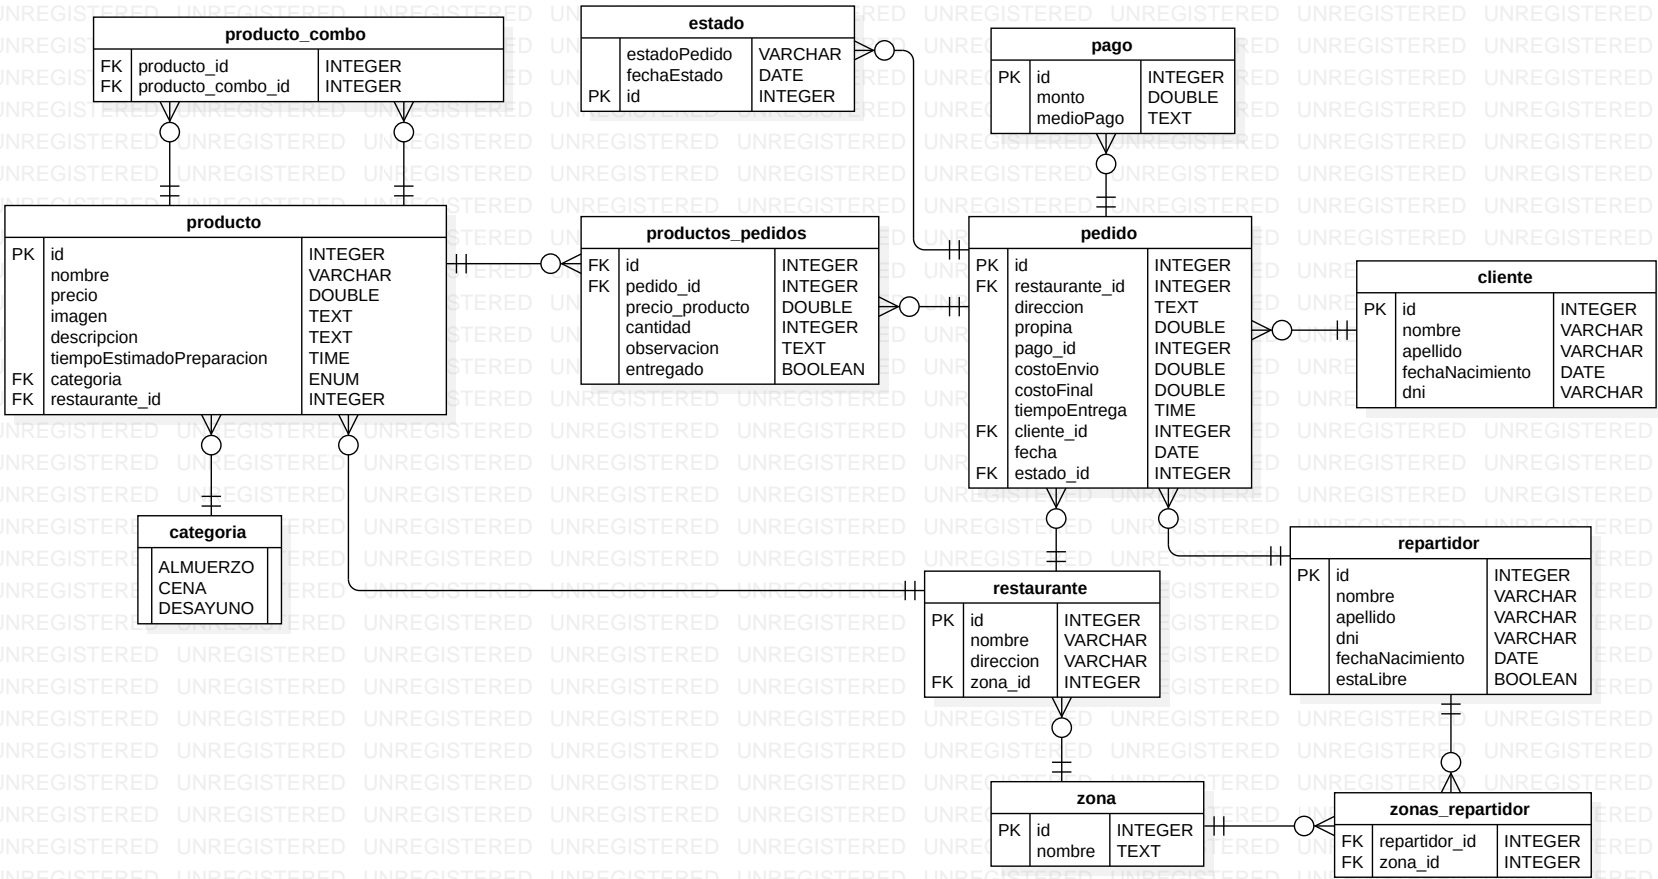 producto_combo
FK producto_id INTEGER
FK producto_combo_id INTEGER
estado
estadoPedido VARCHAR
fechaEstado DATE
PK id INTEGER
pago
PK id INTEGER
monto DOUBLE
medioPago TEXT
producto
PK id INTEGER
nombre VARCHAR
precio DOUBLE
imagen TEXT
descripcion TEXT
tiempoEstimadoPreparacion TIME
FK categoria ENUM
FK restaurante_id INTEGER
productos_pedidos
FK id INTEGER
FK pedido_id INTEGER
precio_producto DOUBLE
cantidad INTEGER
observacion TEXT
entregado BOOLEAN
pedido
PK id INTEGER
FK restaurante_id INTEGER
direccion TEXT
propina DOUBLE
pago_id INTEGER
costoEnvio DOUBLE
costoFinal DOUBLE
tiempoEntrega TIME
FK cliente_id INTEGER
fecha DATE
FK estado_id INTEGER
cliente
PK id INTEGER
nombre VARCHAR
apellido VARCHAR
fechaNacimiento DATE
dni VARCHAR
categoria
ALMUERZO
CENA
DESAYUNO
restaurante
PK id INTEGER
nombre VARCHAR
direccion VARCHAR
FK zona_id INTEGER
repartidor
PK id INTEGER
nombre VARCHAR
apellido VARCHAR
dni VARCHAR
fechaNacimiento DATE
estaLibre BOOLEAN
zona
PK id INTEGER
nombre TEXT
zonas_repartidor
FK repartidor_id INTEGER
FK zona_id INTEGER
UNREGISTERED